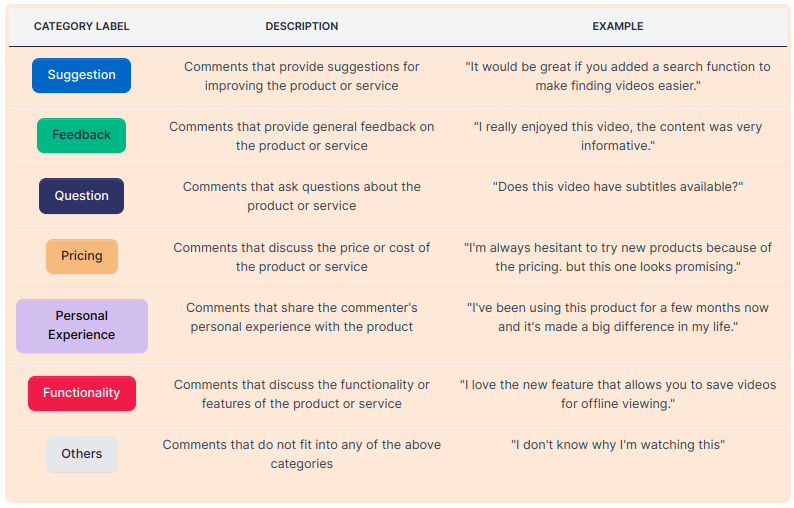 CATEGORY LABEL DESCRIPTION EXAMPLE
Suggestion
Comments that provide suggestions for
improving the product or service
"It would be great if you added a search function to
make finding videos easier."
Feedback
Comments that provide general feedback on
the product or service
"I really enjoyed this video, the content was very
informative."
Question
Comments that ask questions about the
product or service
"Does this video have subtitles available?"
Pricing
Comments that discuss the price or cost of
the product or service
"I'm always hesitant to try new products because of
the pricing. but this one looks promising."
Personal
Experience
Comments that share the commenter's
personal experience with the product
"I've been using this product for a few months now
and it's made a big difference in my life."
Functionality
Comments that discuss the functionality or
features of the product or service
"I love the new feature that allows you to save videos
for offline viewing."
Others
Comments that do not fit into any of the above
categories
"I don't know why I'm watching this"